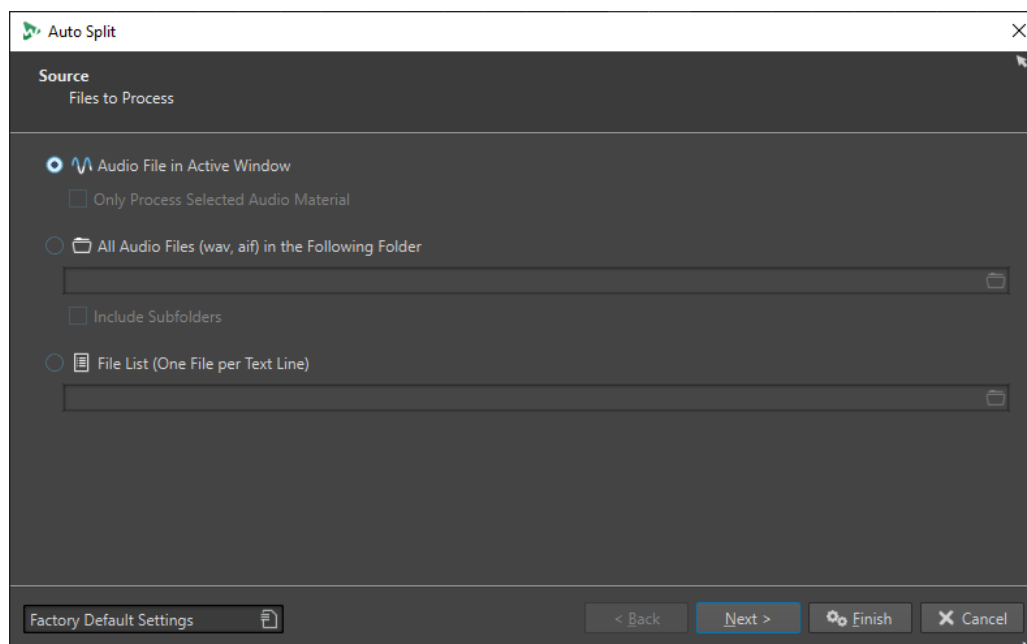 Auto Split
Source
Files to Process
Audio File in Active Window
Only Process Selected Audio Material
All Audio Files (wav, aif) in the Following Folder
Include Subfolders
File List (One File per Text Line)
Factory Default Settings
< Back
Next >
Finish
Cancel